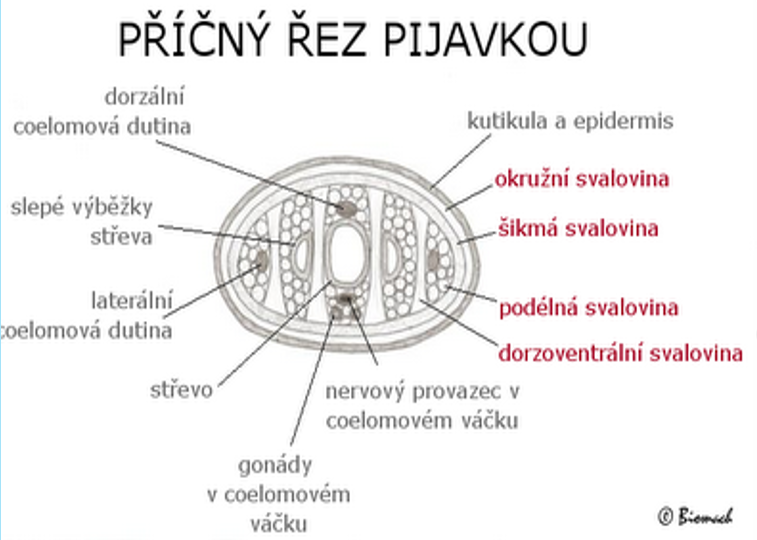 PŘÍČNÝ ŘEZ PIJAVKOU
dorzální
coelomová dutina
kutikula a epidermis
okružní svalovina
slepé výběžky
střeva
šikmá svalovina
laterální
coelomová dutina
podélná svalovina
dorzoventrální svalovina
střevo
nervový provazec v
coelomovém váčku
gonády
v coelomovém
váčku
© Biomach